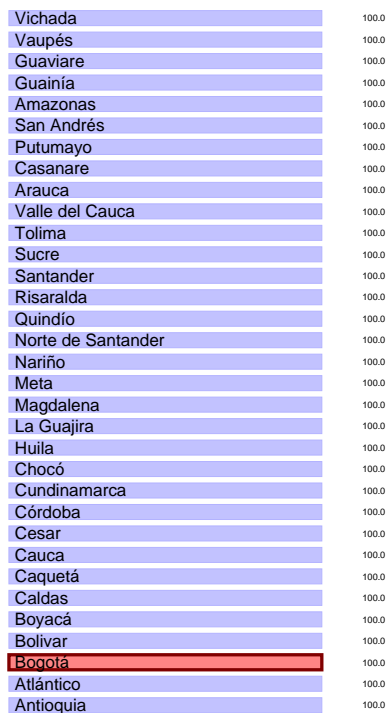 Vichada 100.0
Vaupés 100.0
Guaviare 100.0
Guainía 100.0
Amazonas 100.0
San Andrés 100.0
Putumayo 100.0
Casanare 100.0
Arauca 100.0
Valle del Cauca 100.0
Tolima 100.0
Sucre 100.0
Santander 100.0
Risaralda 100.0
Quindío 100.0
Norte de Santander 100.0
Nariño 100.0
Meta 100.0
Magdalena 100.0
La Guajira 100.0
Huila 100.0
Chocó 100.0
Cundinamarca 100.0
Córdoba 100.0
Cesar 100.0
Cauca 100.0
Caquetá 100.0
Caldas 100.0
Boyacá 100.0
Bolivar 100.0
Bogotá 100.0
Atlántico 100.0
Antioquia 100.0